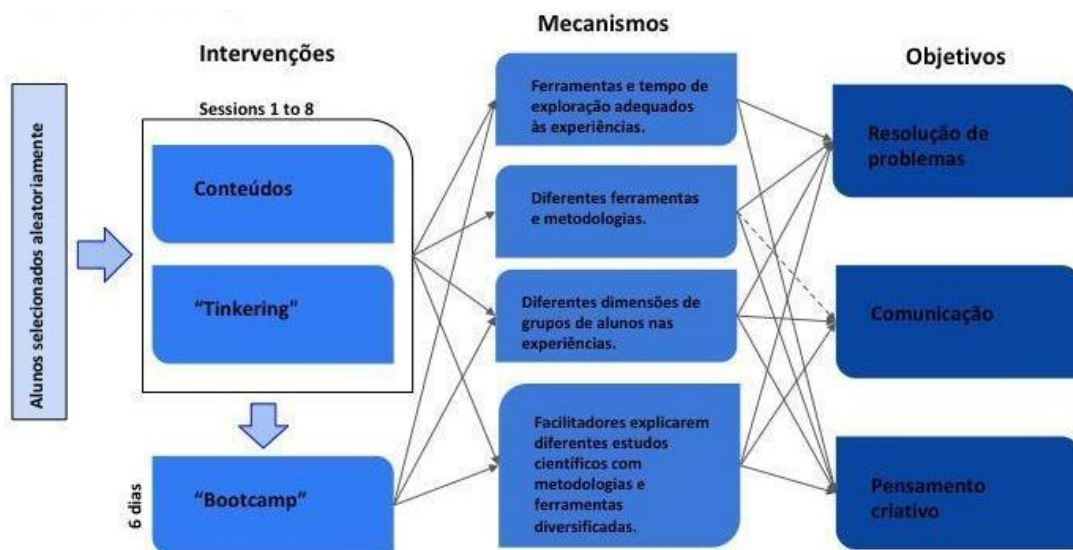 Alunos selecionados aleatoriamente
Intervenções
Sessions 1 to 8
Conteúdos
“Tinkering”
6 dias
“Bootcamp”
Mecanismos
Ferramentas e tempo de
exploração adequados
às experiências.
Diferentes ferramentas
e metodologias.
Diferentes dimensões de
grupos de alunos nas
experiências.
Facilitadores explicarem
diferentes estudos
científicos com
metodologias e
ferramentas
diversificadas.
Objetivos
Resolução de
problemas
Comunicação
Pensamento
criativo